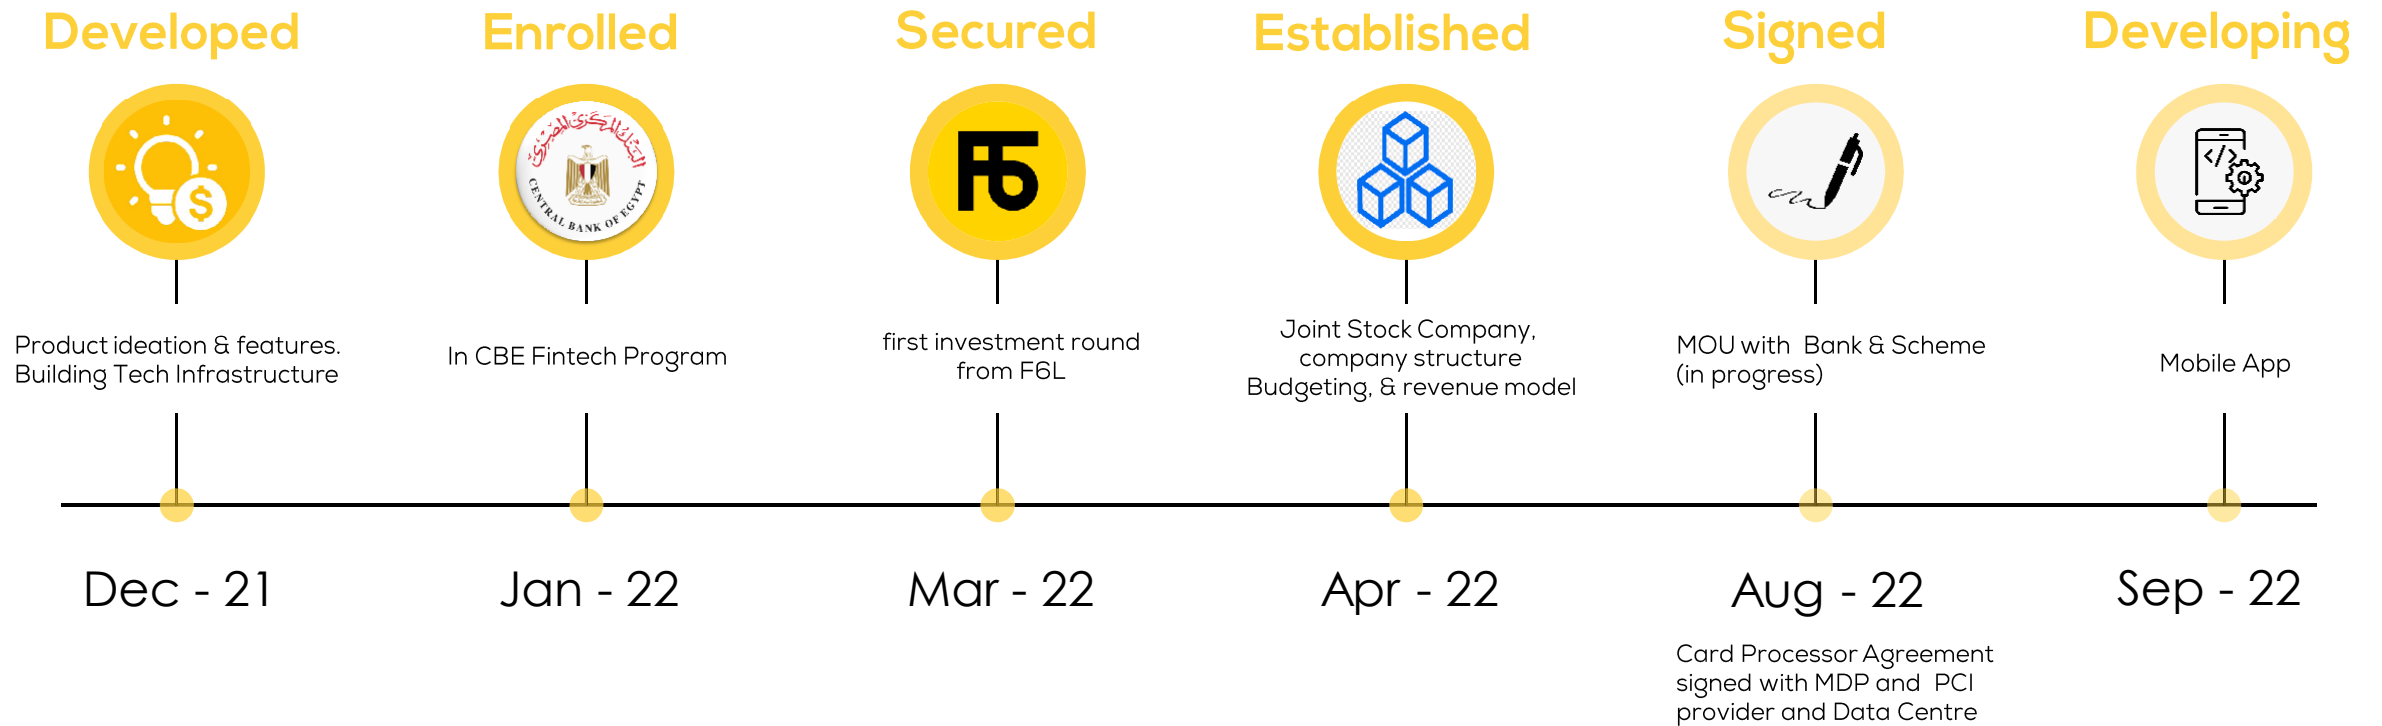 Developed
Enrolled
Secured
Established
Signed
Developing
البنك المركزي المصري
CENTRAL BANK OF EGYPT
F6
$
</>
Product ideation & features.
Building Tech Infrastructure
In CBE Fintech Program
first investment round
from F6L
Joint Stock Company,
company structure
Budgeting, & revenue model
MOU with Bank & Scheme
(in progress)
Mobile App
Dec - 21
Jan - 22
Mar - 22
Apr - 22
Aug - 22
Sep - 22
Card Processor Agreement
signed with MDP and PCI
provider and Data Centre